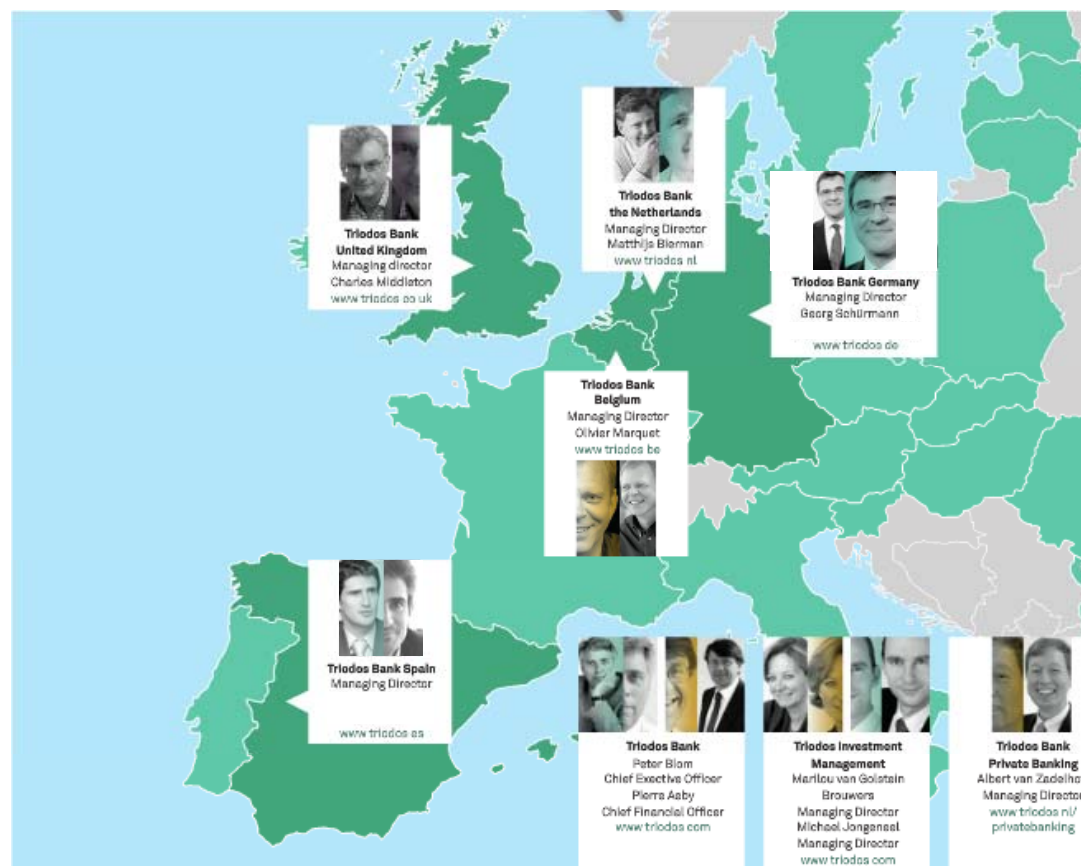 Triodos Bank
United Kingdom
Managing director
Charles Middleton
www triodos co uk
Triodos Bank
the Netherlands
Managing Director
Matthijs Bierman
www triodos nl
Triodos Bank Germany
Managing Director
Georg Schürmann
www triodos de
Triodos Bank
Belgium
Managing Director
Olivier Marquet
www triodos be
Triodos Bank Spain
Managing Director
www triodos es
Triodos Bank
Peter Blom
Chief Exective Officer
Pierre Aeby
Chief Financial Officer
www triodos com
Triodos Investment
Management
Marilou van Golstein
Brouwers
Managing Director
Michael Jongeneel
Managing Director
www triodos com
Triodos Bank
Private Banking
Albert van Zadelho
Managing Director
www triodos nl/
privatebanking